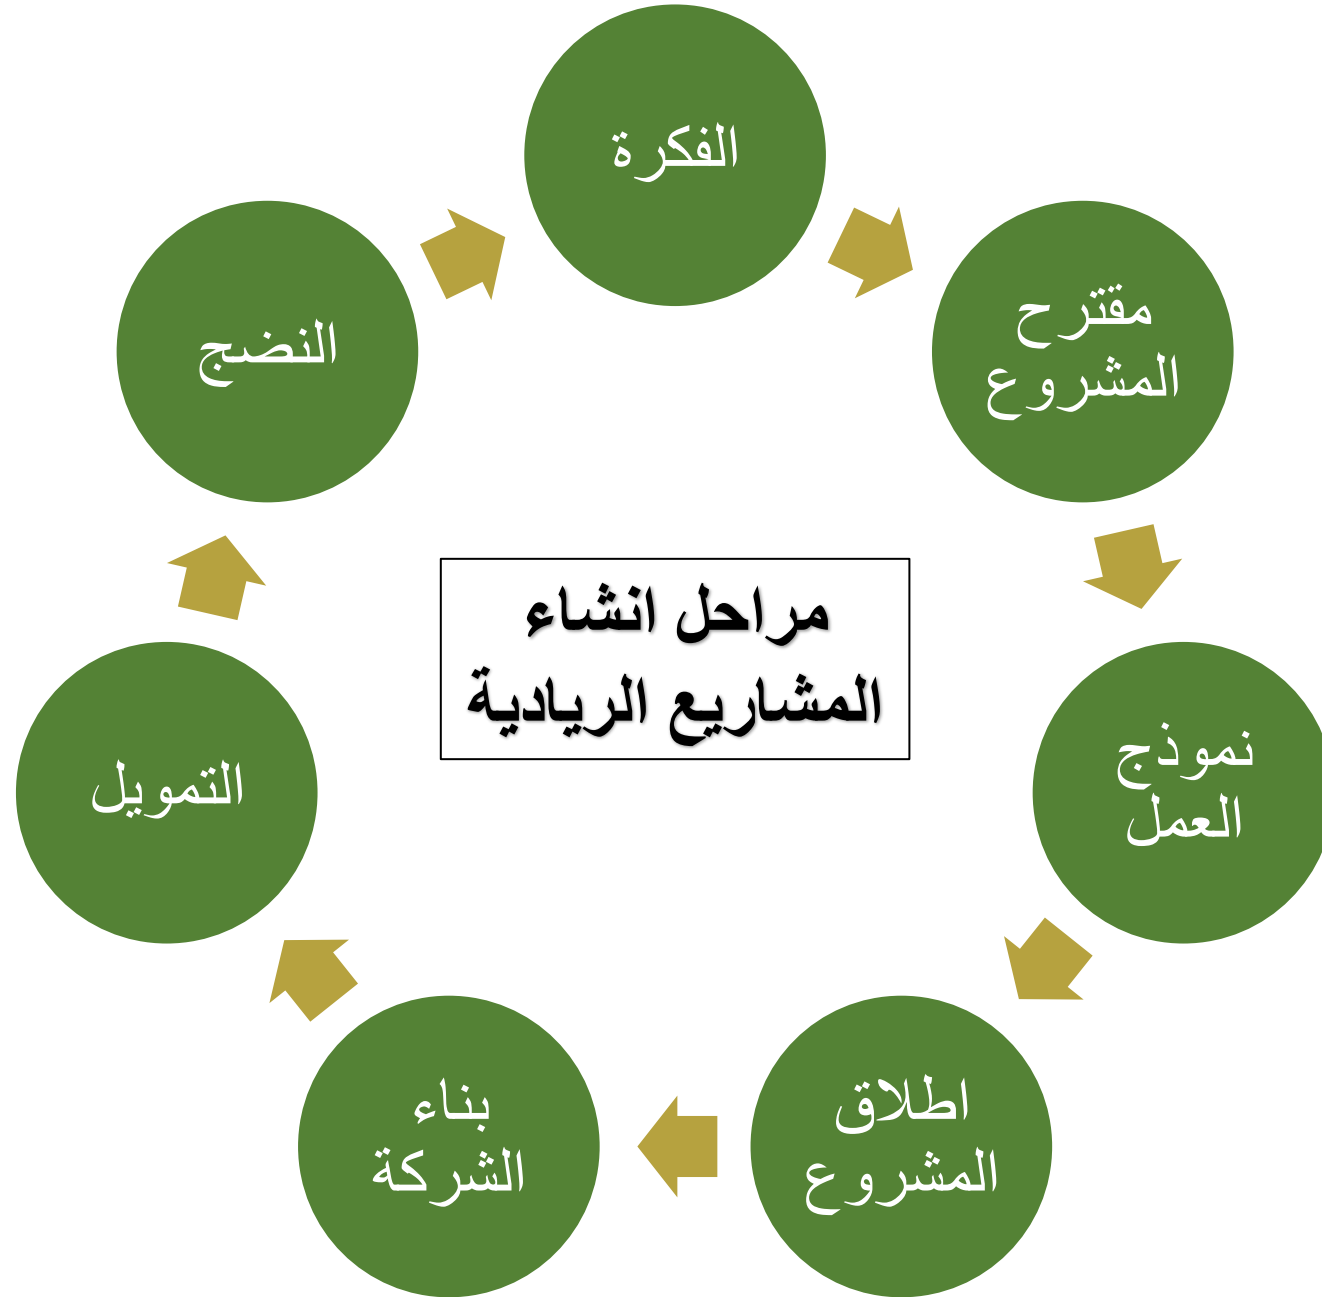 الفكرة
مقترح
المشروع
نموذج
العمل
اطلاق
المشروع
بناء
الشركة
التمويل
النضج
مراحل انشاء
المشاريع الريادية